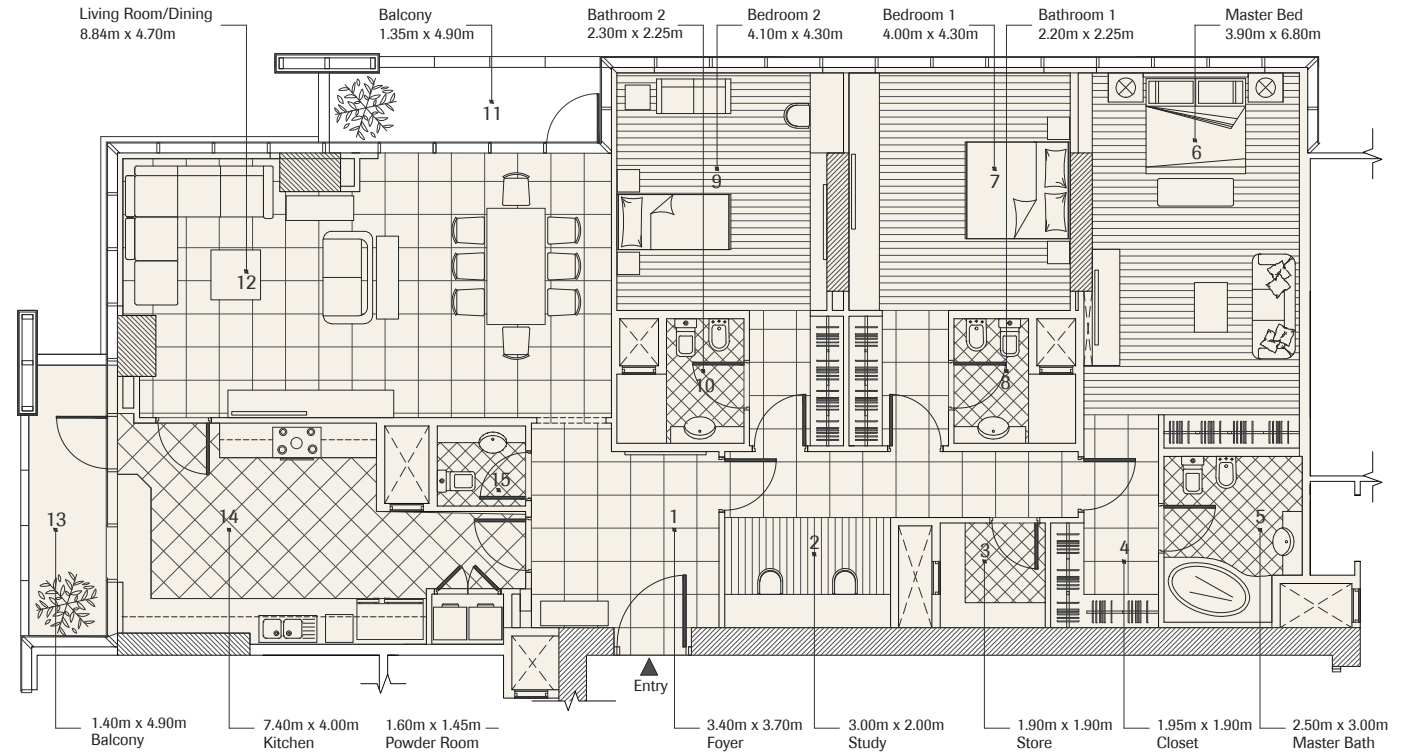 Living Room/Dining
8.84m x 4.70m
Balcony
1.35m x 4.90m
Bathroom 2
2.30m x 2.25m
Bedroom 2
4.10m x 4.30m
Bedroom 1
4.00m x 4.30m
Bathroom 1
2.20m x 2.25m
Master Bed
3.90m x 6.80m
11
6
9
7
12
10
8
15
13
14
1
2
3
4
5
Entry
1.40m x 4.90m
Balcony
7.40m x 4.00m
Kitchen
1.60m x 1.45m
Powder Room
3.40m x 3.70m
Foyer
3.00m x 2.00m
Study
1.90m x 1.90m
Store
1.95m x 1.90m
Closet
2.50m x 3.00m
Master Bath